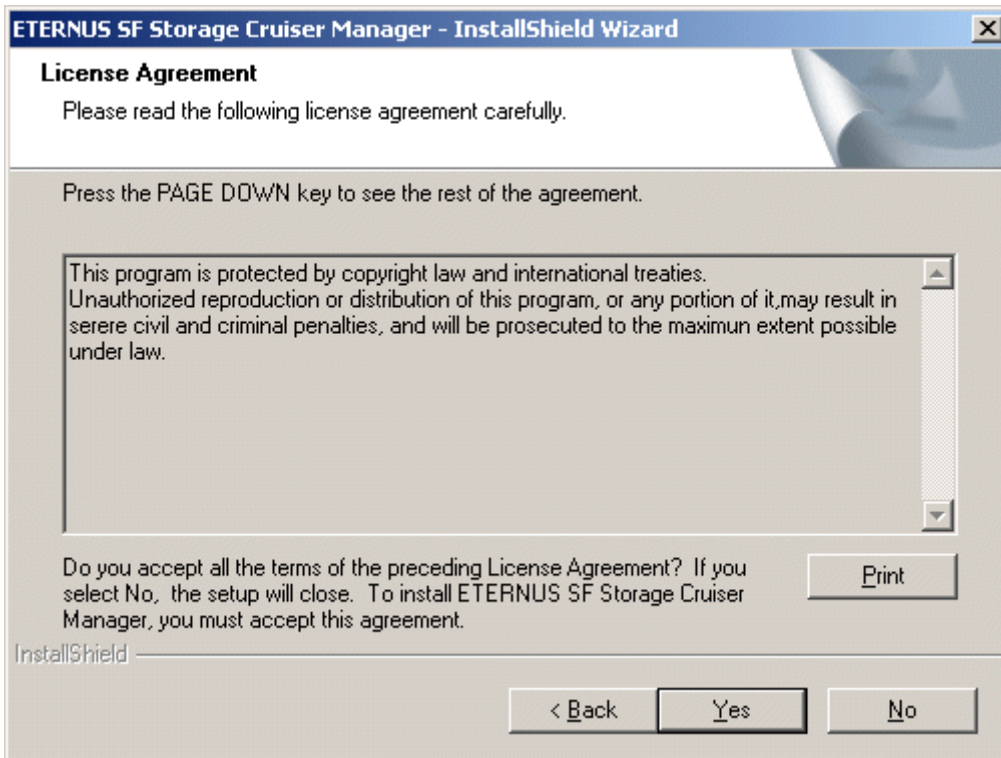 ETERNUS SF Storage Cruiser Manager - InstallShield Wizard
License Agreement
Please read the following license agreement carefully.
Press the PAGE DOWN key to see the rest of the agreement.
This program is protected by copyright law and international treaties.
Unauthorized reproduction or distribution of this program, or any portion of it,may result in
serere civil and criminal penalties, and will be prosecuted to the maximun extent possible
under law.
Do you accept all the terms of the preceding License Agreement? If you
select No, the setup will close. To install ETERNUS SF Storage Cruiser
Manager, you must accept this agreement.
Print
InstallShield
< Back
Yes
No